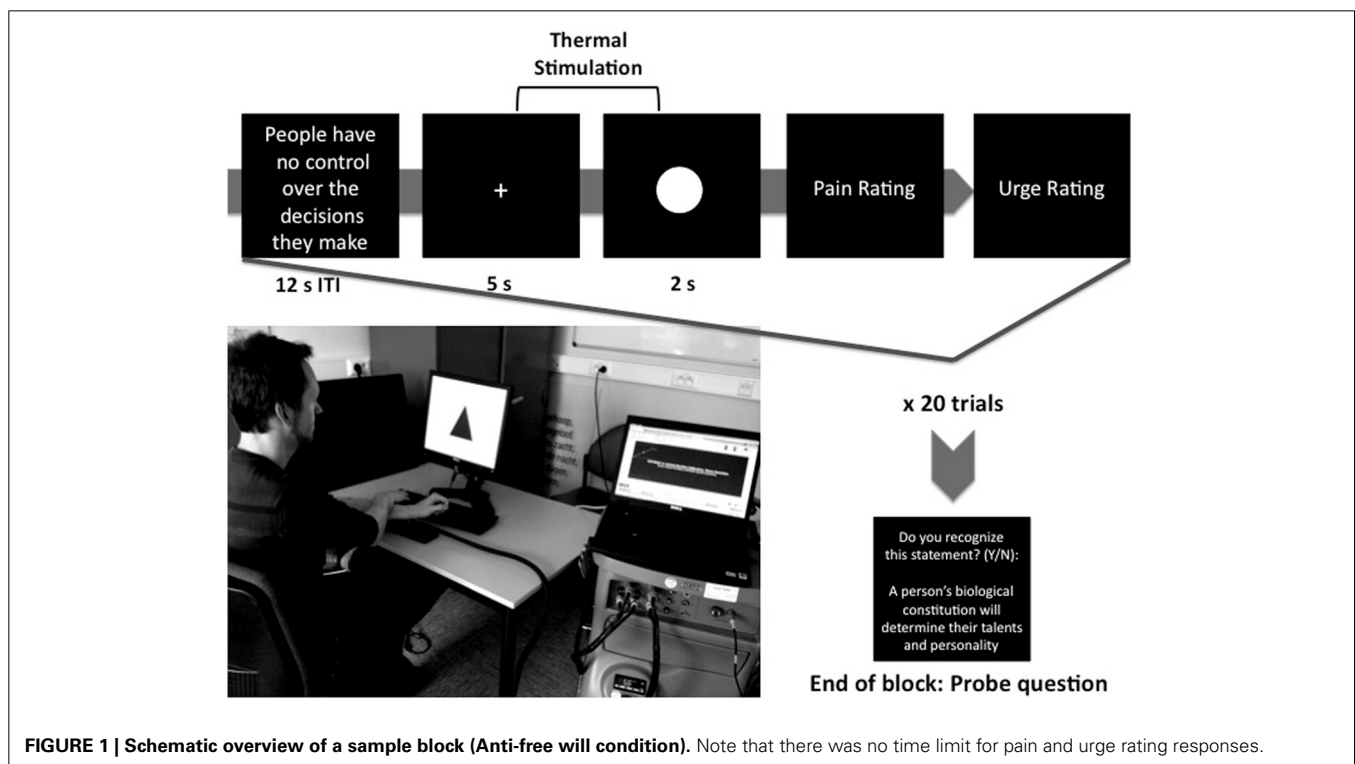 Thermal
Stimulation
People have
no control
over the
decisions
they make
+
Pain Rating
Urge Rating
12 s ITI
5 s
2 s
x 20 trials
Do you recognize
this statement? (Y/N):
A person's biological
constitution will
determine their talents
and personality
End of block: Probe question
DELL
FIGURE 1 | Schematic overview of a sample block (Anti-free will condition). Note that there was no time limit for pain and urge rating responses.